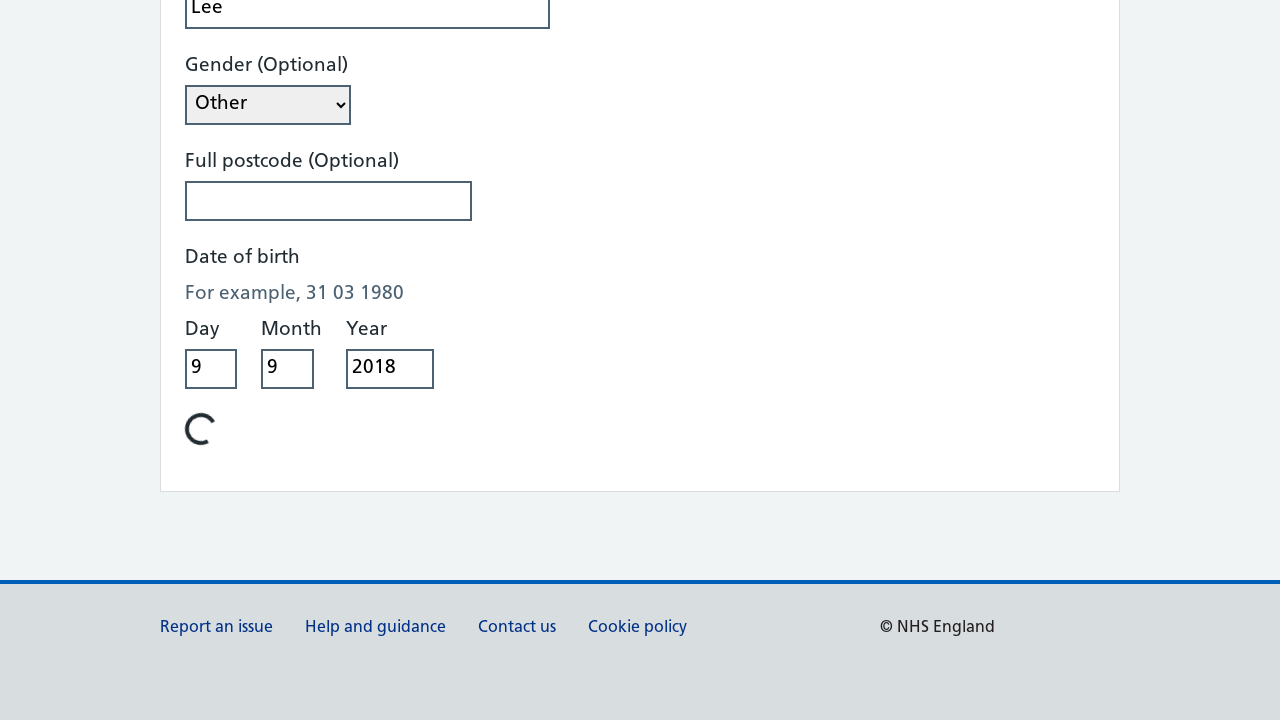 Lee
Gender (Optional)
Other
Full postcode (Optional)
Date of birth
For example, 31 03 1980
Day Month Year
9 9 2018
Report an issue Help and guidance Contact us Cookie policy © NHS England